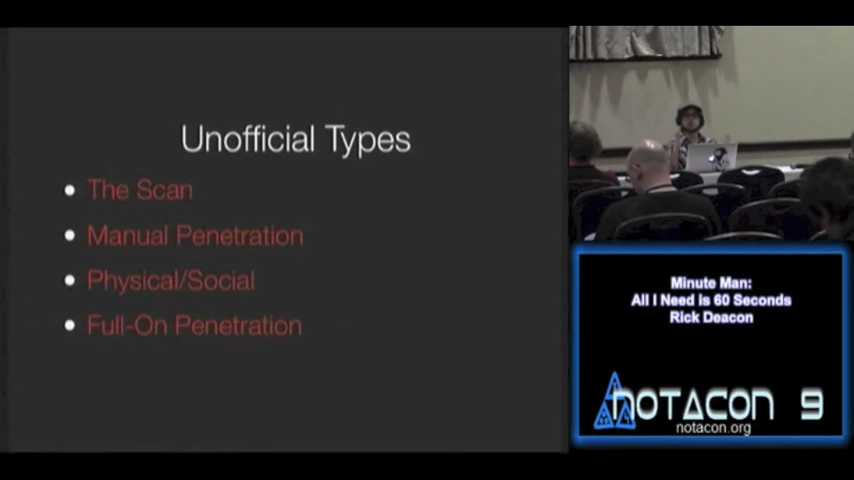 Unofficial Types
• The Scan
• Manual Penetration
• Physical/Social
• Full-On Penetration
Minute Man:
All I Need is 60 Seconds
Rick Deacon
NOTACON 9
notacon.org